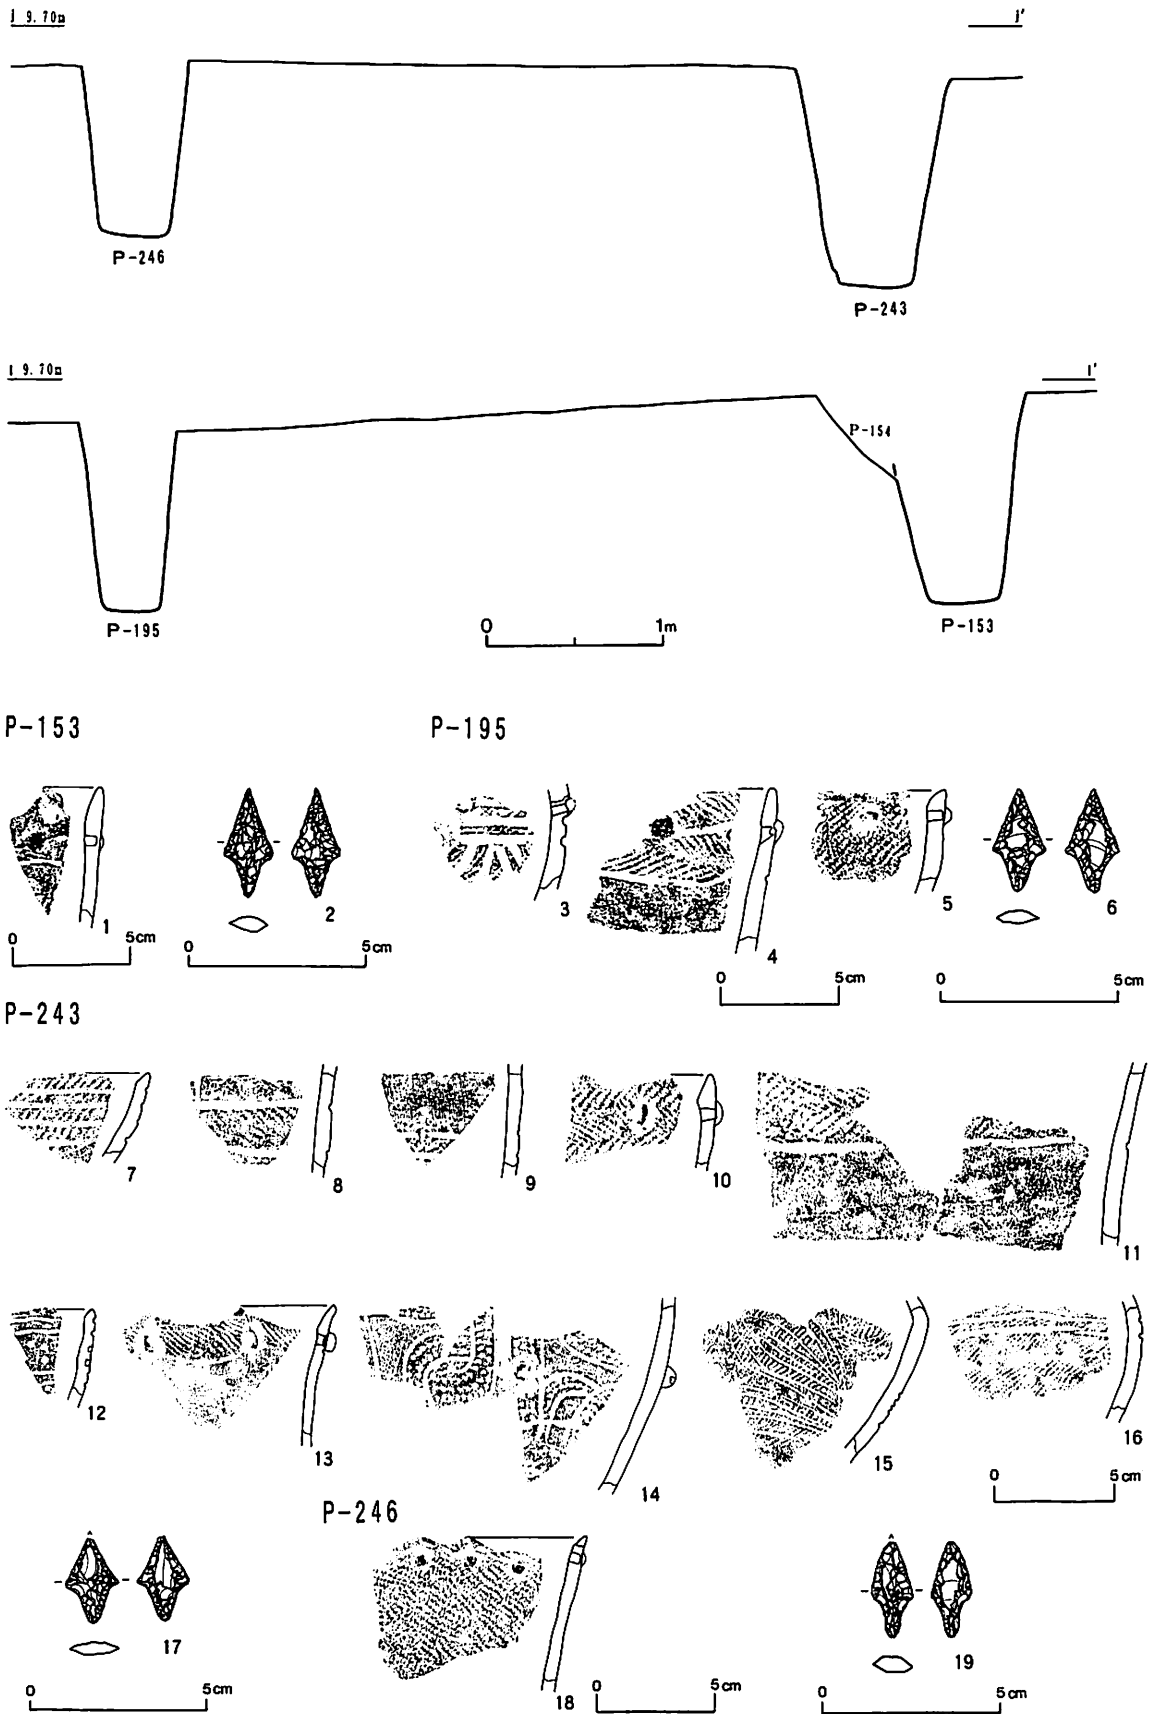 j 9.70m j'
P-246
P-243
i 9.70m i'
P-154
P-195
0 1m
P-153
P-153 P-195
1 2 3 4 5 6
0 5cm 0 5cm
0 5cm 0 5cm
P-243
7 8 9 10 11
12 13 14 15 16
0 5cm
P-246
17 18 19
0 5cm 0 5cm 0 5cm